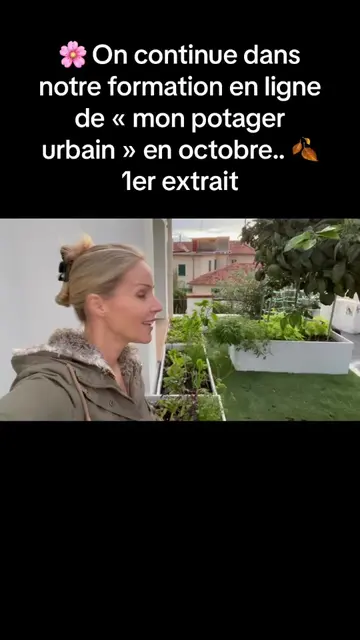 🌸On continue dans
notre formation en ligne
de « mon potager
urbain » en octobre.. 🍂
1er extrait